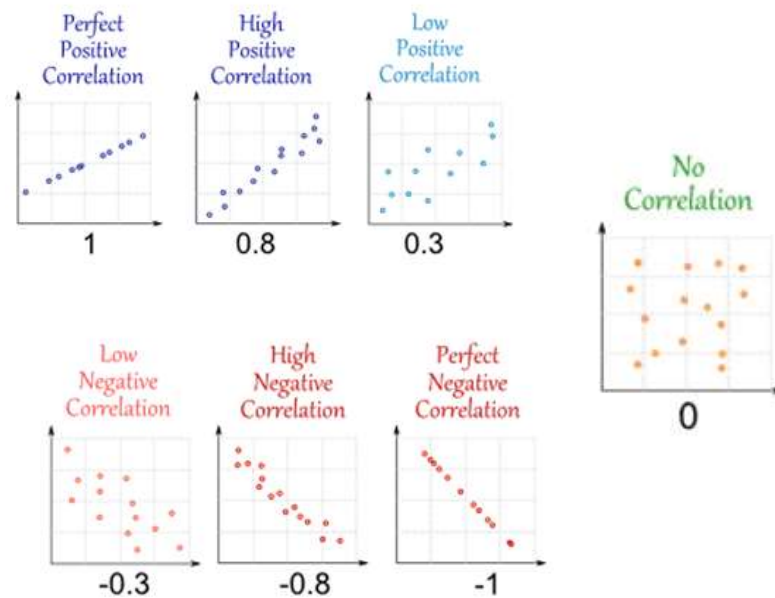 Perfect
Positive
Correlation
High
Positive
Correlation
Low
Positive
Correlation
1
0.8
0.3
No
Correlation
0
Low
Negative
Correlation
High
Negative
Correlation
Perfect
Negative
Correlation
-0.3
-0.8
-1